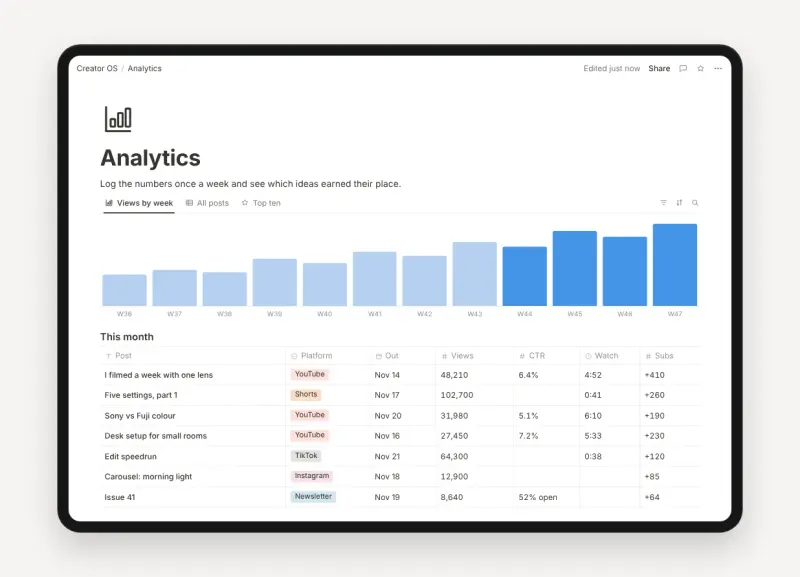 Creator OS / Analytics
Edited just now Share
Analytics
Log the numbers once a week and see which ideas earned their place.
Views by week All posts Top ten
W36 W37 W38 W39 W40 W41 W42 W43 W44 W45 W46 W47
This month
Post Platform Out # Views # CTR Watch # Subs
I filmed a week with one lens YouTube Nov 14 48,210 6.4% 4:52 +410
Five settings, part 1 Shorts Nov 17 102,700 0:41 +260
Sony vs Fuji colour YouTube Nov 20 31,980 5.1% 6:10 +190
Desk setup for small rooms YouTube Nov 16 27,450 7.2% 5:33 +230
Edit speedrun TikTok Nov 21 64,300 0:38 +120
Carousel: morning light Instagram Nov 18 12,900 +85
Issue 41 Newsletter Nov 19 8,640 52% open +64